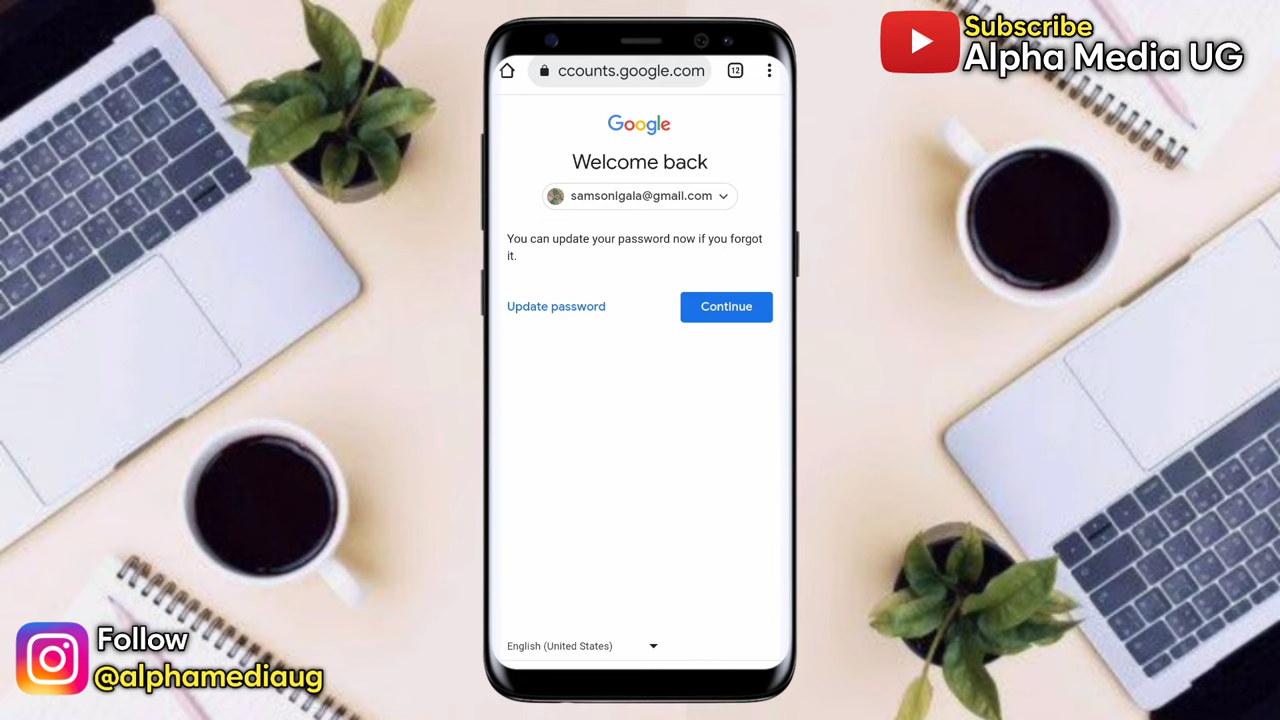 Subscribe
Alpha Media UG
ccounts.google.com
12
Google
Welcome back
samsonlgala@gmail.com
You can update your password now if you forgot
it.
Update password
Continue
English (United States)
Follow
@alphamediaug